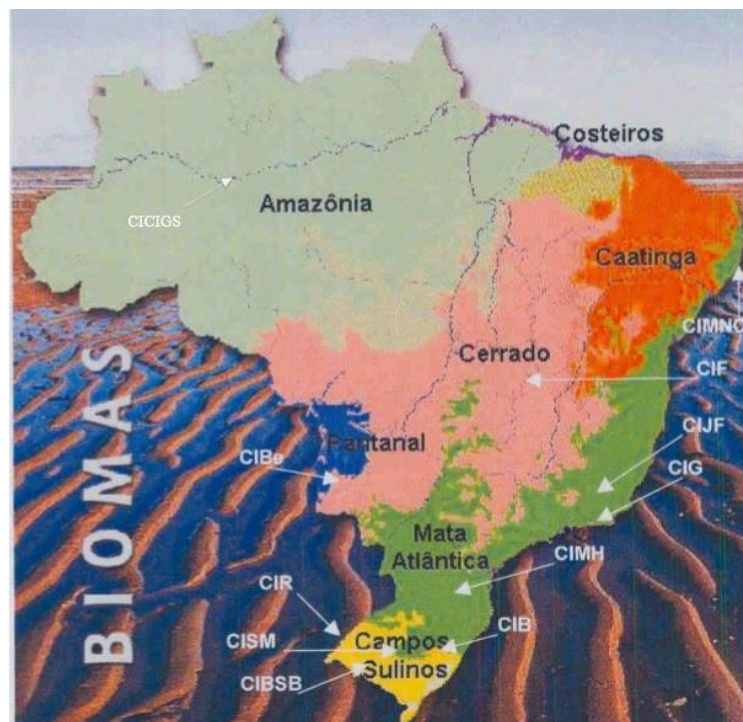 Costeiros
Amazônia
CICIGS
Caatinga
CIMNC
Cerrado
CIF
BIOMAS
Pantanal
CIBe
CIJF
CIG
Mata
Atlântica
CIMH
CIR
CISM
Campos
Sulinos
CIB
CIBSB